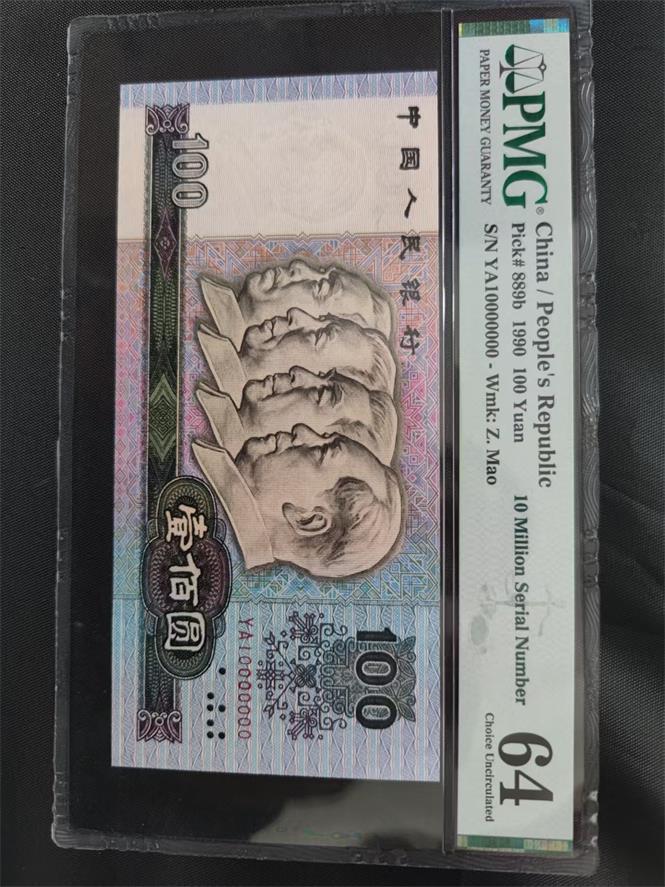 PMG®
PAPER MONEY GUARANTY
China / People's Republic
Pick# 889b 1990 100 Yuan
S/N YA10000000 - Wmk: Z. Mao
10 Million Serial Number
64
Choice Uncirculated
中国人民银行
100
100
YA10000000
壹佰圆